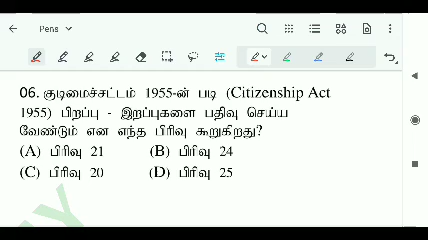 Pens
06. குடிமைச்சட்டம் 1955-ன் படி (Citizenship Act
1955) பிறப்பு - இறப்புகளை பதிவு செய்ய
வேண்டும் என எந்த பிரிவு கூறுகிறது?
(A) பிரிவு 21 (B) பிரிவு 24
(C) பிரிவு 20 (D) பிரிவு 25